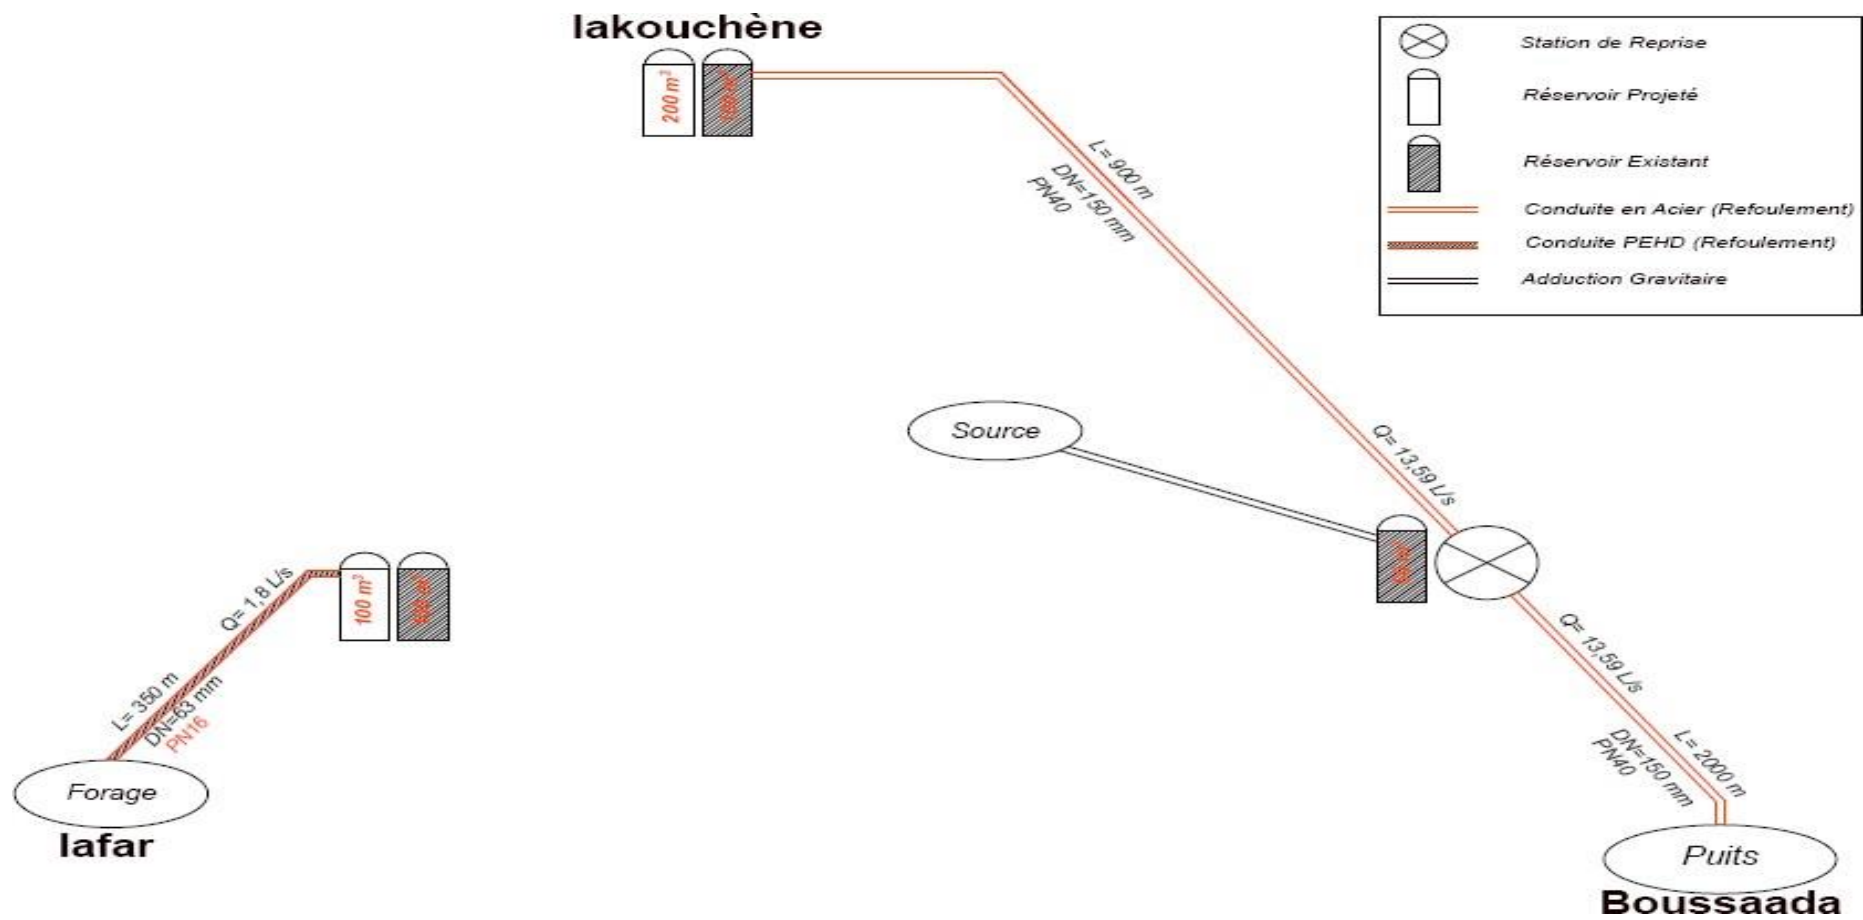 Iakouchène
200 m³
Station de Reprise
Réservoir Projeté
Réservoir Existant
Conduite en Acier (Refoulement)
Conduite PEHD (Refoulement)
Adduction Gravitaire
L= 900 m
DN=150 mm
PN40
Q= 13,59 L/s
Source
Q= 13,59 L/s
L= 2000 m
DN=150 mm
PN40
Puits
Boussaada
100 m³
Q= 1,8 L/s
L= 350 m
DN=63 mm
PN16
Forage
Iafar